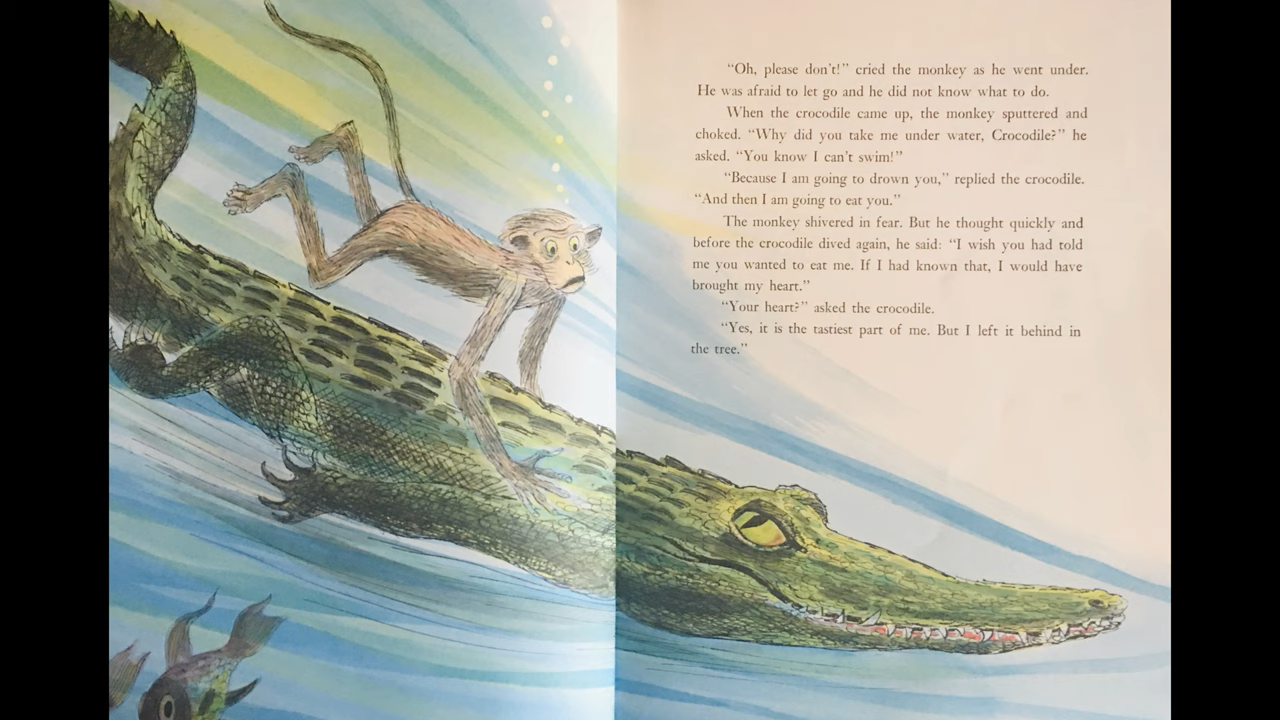 “Oh, please don't!” cried the monkey as he went under.
He was afraid to let go and he did not know what to do.
When the crocodile came up, the monkey sputtered and
choked. “Why did you take me under water, Crocodile?” he
asked. “You know I can't swim!”
“Because I am going to drown you,” replied the crocodile.
“And then I am going to eat you.”
The monkey shivered in fear. But he thought quickly and
before the crocodile dived again, he said: “I wish you had told
me you wanted to eat me. If I had known that, I would have
brought my heart.”
“Your heart?” asked the crocodile.
“Yes, it is the tastiest part of me. But I left it behind in
the tree.”